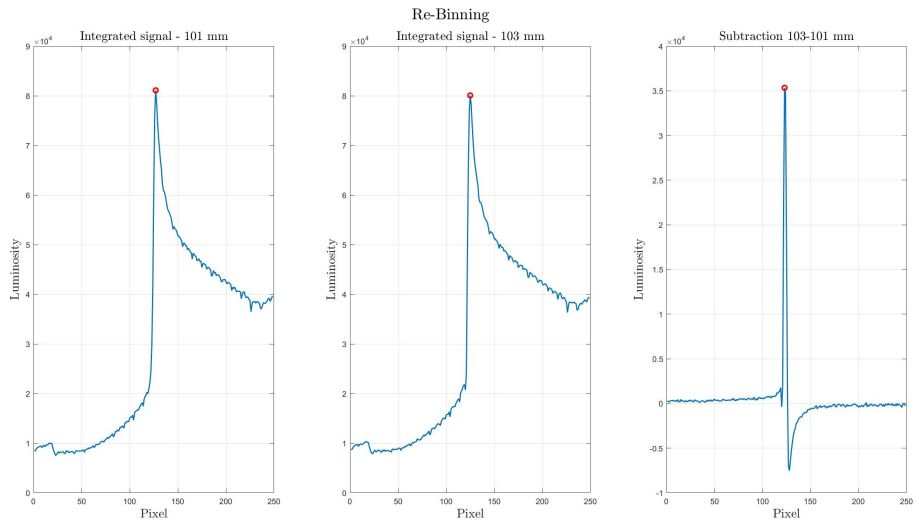 Re-Binning
Integrated signal - 101 mm
×10⁴
9
8
7
6
5
4
3
2
1
0
Luminosity
0 50 100 150 200 250
Pixel
Integrated signal - 103 mm
×10⁴
9
8
7
6
5
4
3
2
1
0
Luminosity
0 50 100 150 200 250
Pixel
Subtraction 103-101 mm
×10⁴
4
3.5
3
2.5
2
1.5
1
0.5
0
-0.5
-1
Luminosity
0 50 100 150 200 250
Pixel